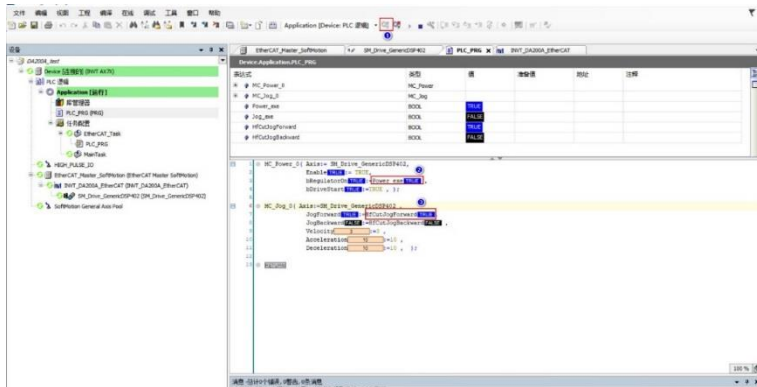 文件 编辑 视图 工程 编译 在线 调试 工具 窗口 帮助
Application [Device: PLC 逻辑]
1
设备
DA200A_test
Device [连接的] (INVT AX7X)
PLC 逻辑
Application [运行]
库管理器
PLC_PRG (PRG)
任务配置
EtherCAT_Task
PLC_PRG
MainTask
HIGH_PULSE_IO
EtherCAT_Master_SoftMotion (EtherCAT Master SoftMotion)
INVT_DA200A_EtherCAT (INVT_DA200A_EtherCAT)
SM_Drive_GenericDSP402 (SM_Drive_GenericDSP402)
SoftMotion General Axis Pool
EtherCAT_Master_SoftMotion
SM_Drive_GenericDSP402
PLC_PRG
INVT_DA200A_EtherCAT
Device.Application.PLC_PRG
表达式 类型 值 准备值 地址 注释
MC_Power_0 MC_Power
MC_Jog_0 MC_Jog
Power_exe BOOL TRUE
Jog_exe BOOL FALSE
HfCutJogForward BOOL TRUE
HfCutJogBackward BOOL FALSE
1 MC_Power_0( Axis:= SM_Drive_GenericDSP402,
Enable TRUE := TRUE,
2
bRegulatorOn TRUE := Power_exe TRUE ,
bDriveStart TRUE :=TRUE , );
3
MC_Jog_0( Axis:=SM_Drive_GenericDSP402 ,
JogForward TRUE :=HfCutJogForward TRUE ,
JogBackward FALSE :=HfCutJogBackward FALSE ,
Velocity
Acceleration 10 :=10 ,
Deceleration 10 :=10 , );
RETURN
100 %